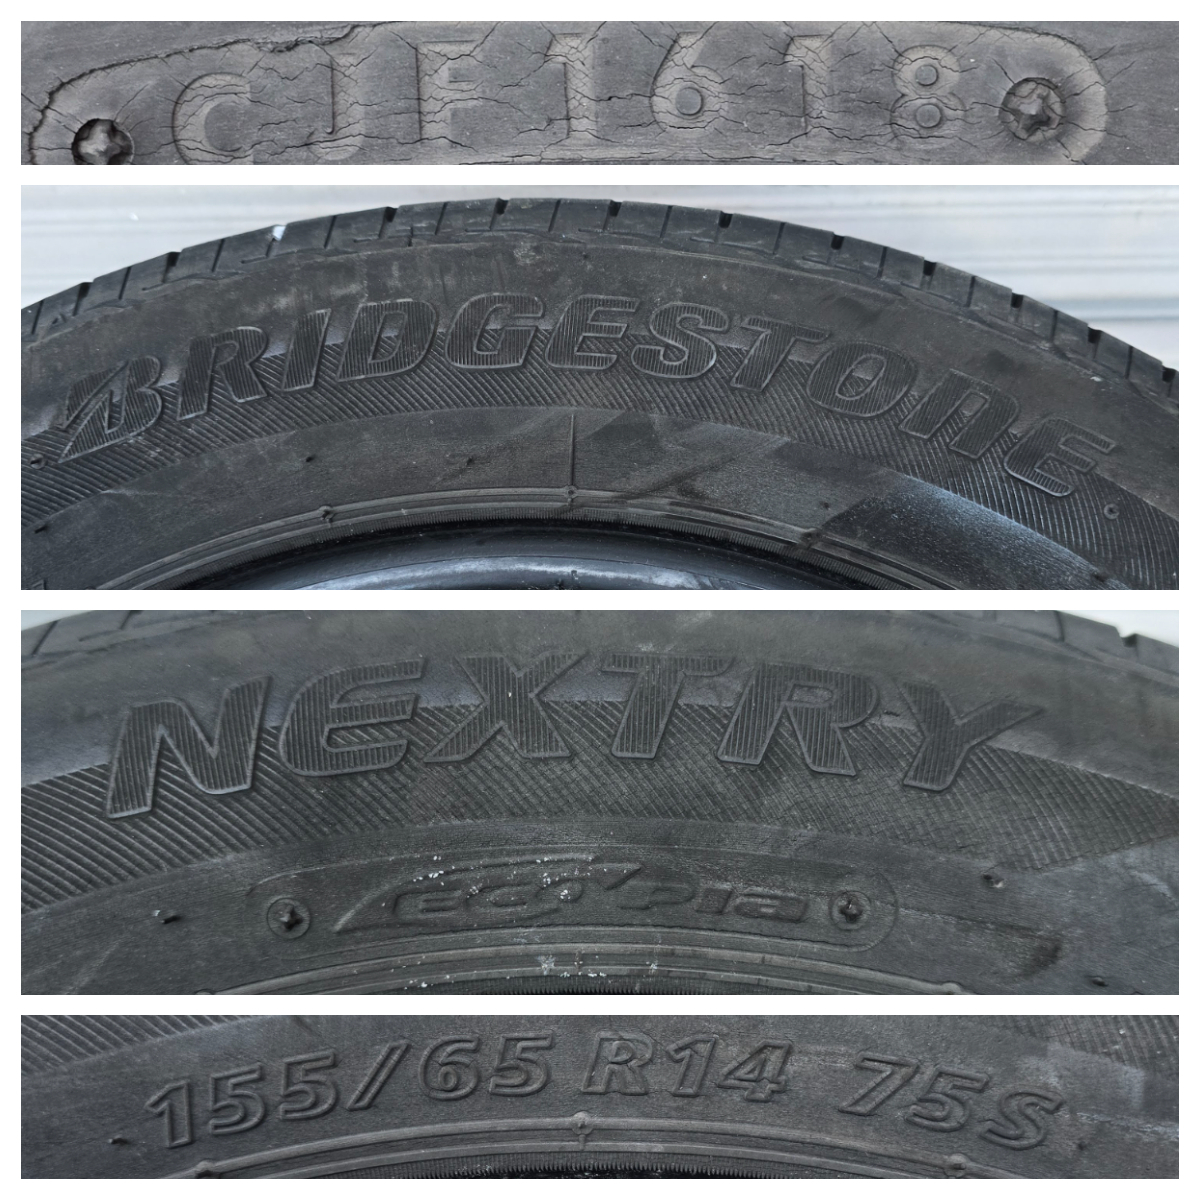 CJF1618
BRIDGESTONE
NEXTRY
ECOPIA
155/65 R14 75S